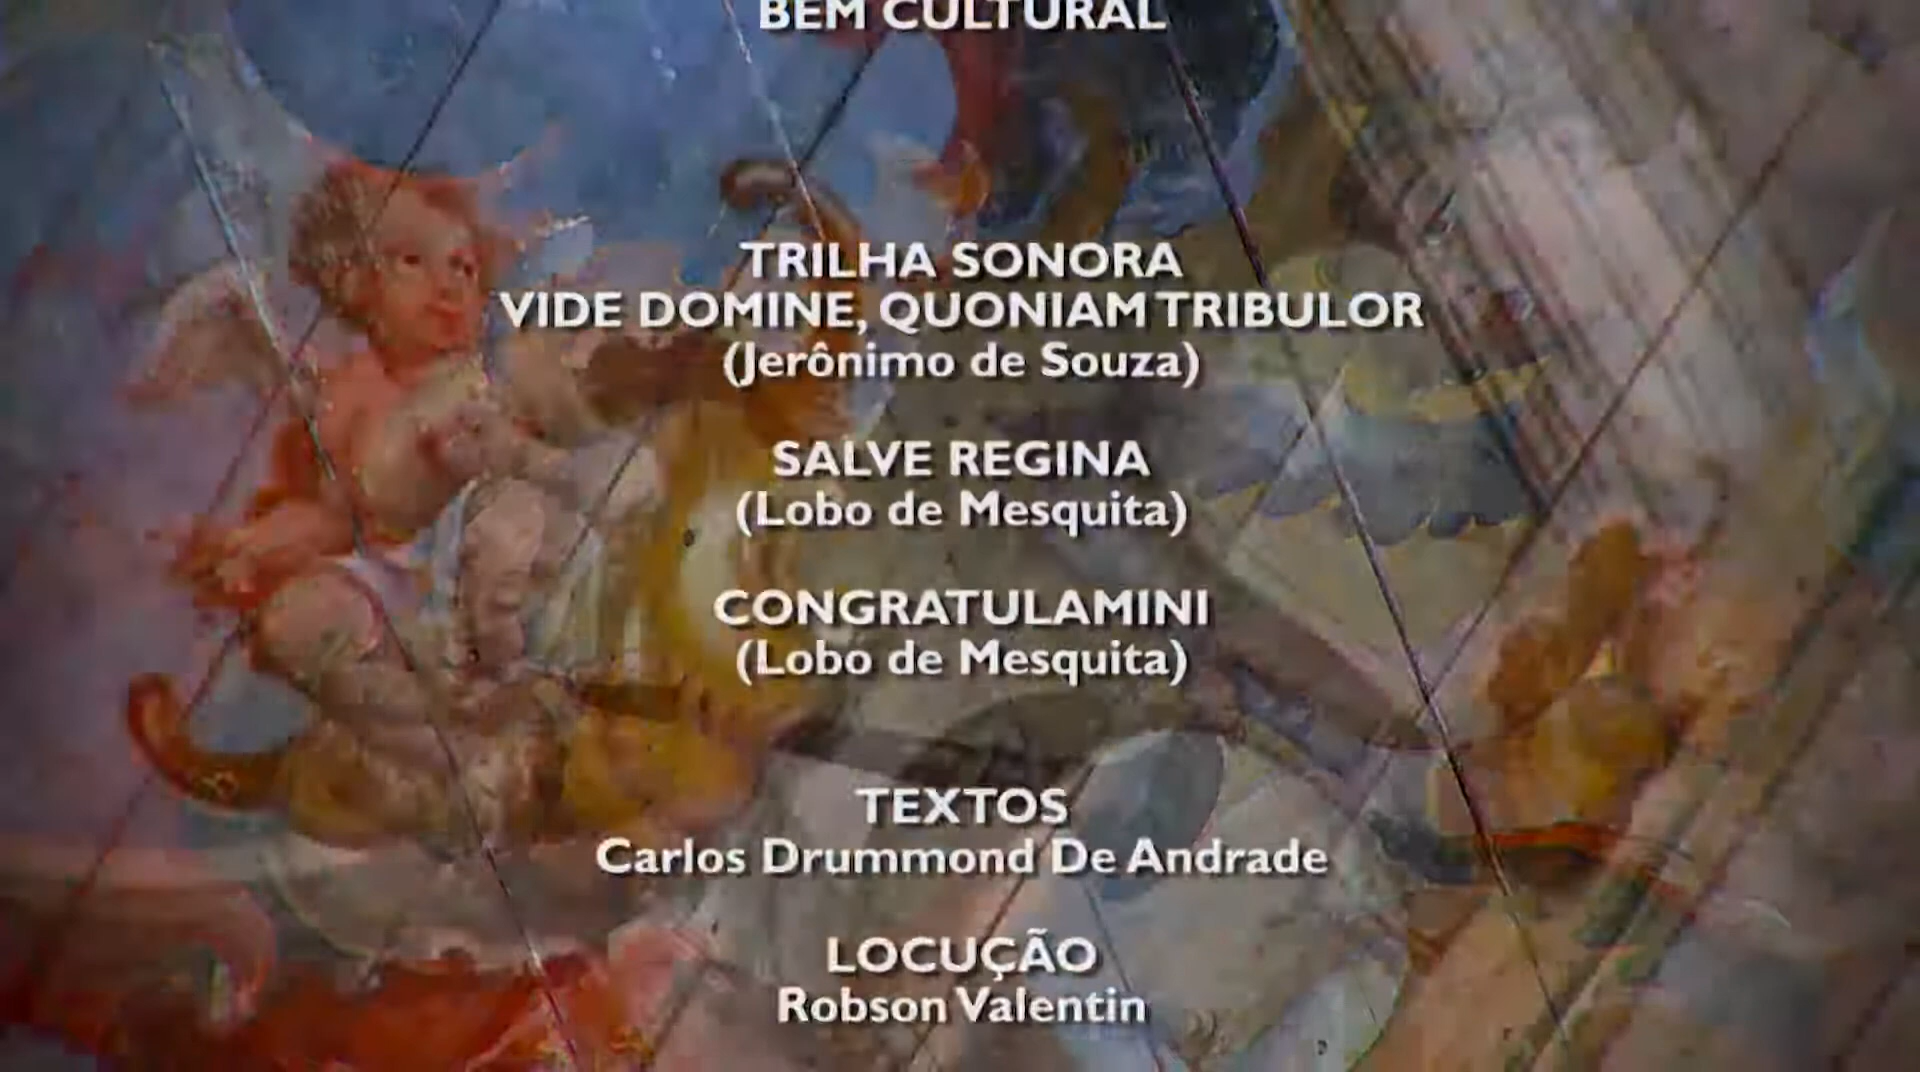 BEM CULTURAL
TRILHA SONORA
VIDE DOMINE, QUONIAM TRIBULOR
(Jerônimo de Souza)
SALVE REGINA
(Lobo de Mesquita)
CONGRATULAMINI
(Lobo de Mesquita)
TEXTOS
Carlos Drummond De Andrade
LOCUÇÃO
Robson Valentin